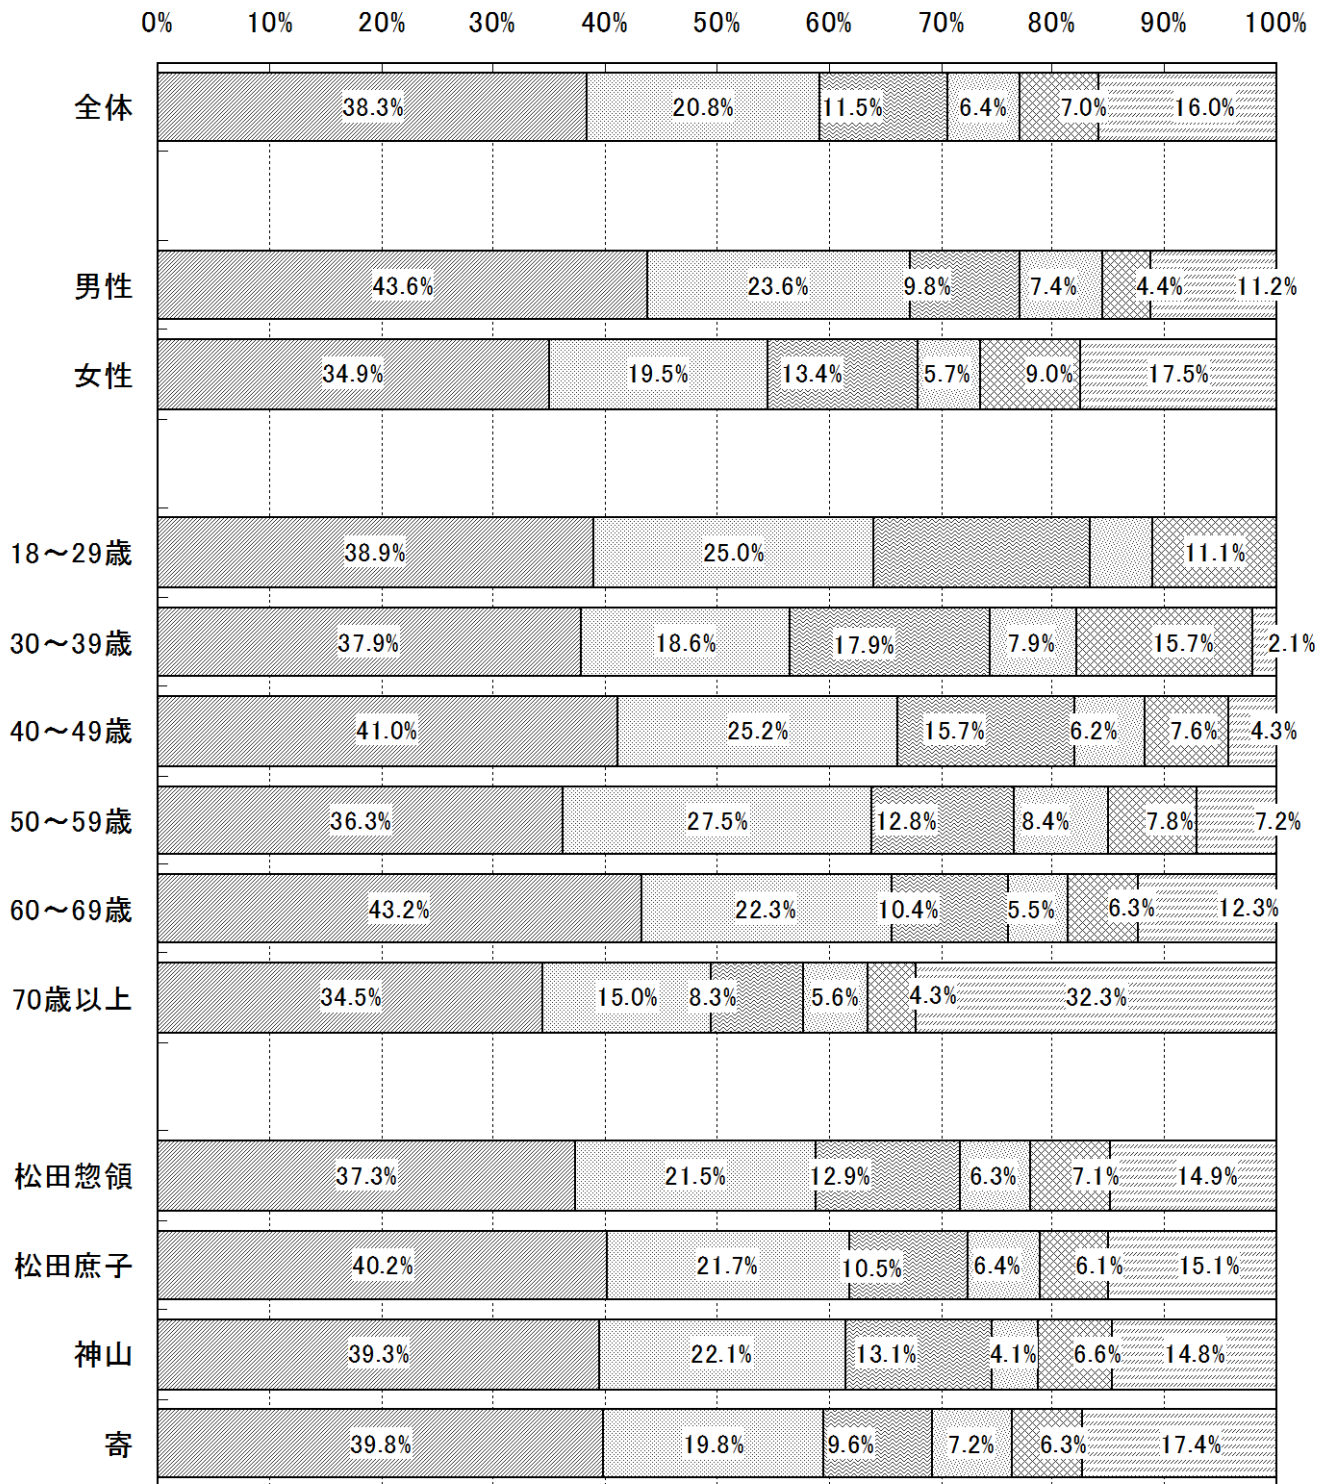 0% 10% 20% 30% 40% 50% 60% 70% 80% 90% 100%
全体 38.3% 20.8% 11.5% 6.4% 7.0% 16.0%
男性 43.6% 23.6% 9.8% 7.4% 4.4% 11.2%
女性 34.9% 19.5% 13.4% 5.7% 9.0% 17.5%
18～29歳 38.9% 25.0% 11.1%
30～39歳 37.9% 18.6% 17.9% 7.9% 15.7% 2.1%
40～49歳 41.0% 25.2% 15.7% 6.2% 7.6% 4.3%
50～59歳 36.3% 27.5% 12.8% 8.4% 7.8% 7.2%
60～69歳 43.2% 22.3% 10.4% 5.5% 6.3% 12.3%
70歳以上 34.5% 15.0% 8.3% 5.6% 4.3% 32.3%
松田惣領 37.3% 21.5% 12.9% 6.3% 7.1% 14.9%
松田庶子 40.2% 21.7% 10.5% 6.4% 6.1% 15.1%
神山 39.3% 22.1% 13.1% 4.1% 6.6% 14.8%
寄 39.8% 19.8% 9.6% 7.2% 6.3% 17.4%